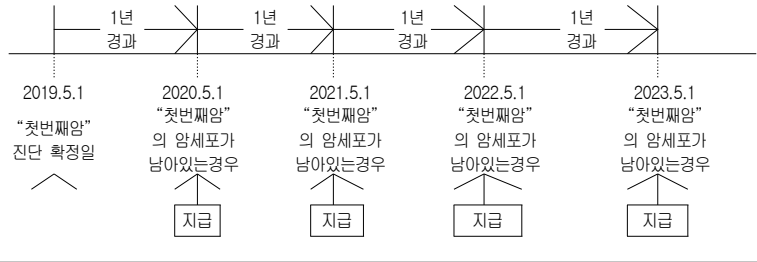 1년 1년 1년 1년
경과 경과 경과 경과
2019.5.1 2020.5.1 2021.5.1 2022.5.1 2023.5.1
“첫번째암”
진단 확정일
“첫번째암”
의 암세포가
남아있는경우
“첫번째암”
의 암세포가
남아있는경우
“첫번째암”
의 암세포가
남아있는경우
“첫번째암”
의 암세포가
남아있는경우
지급 지급 지급 지급